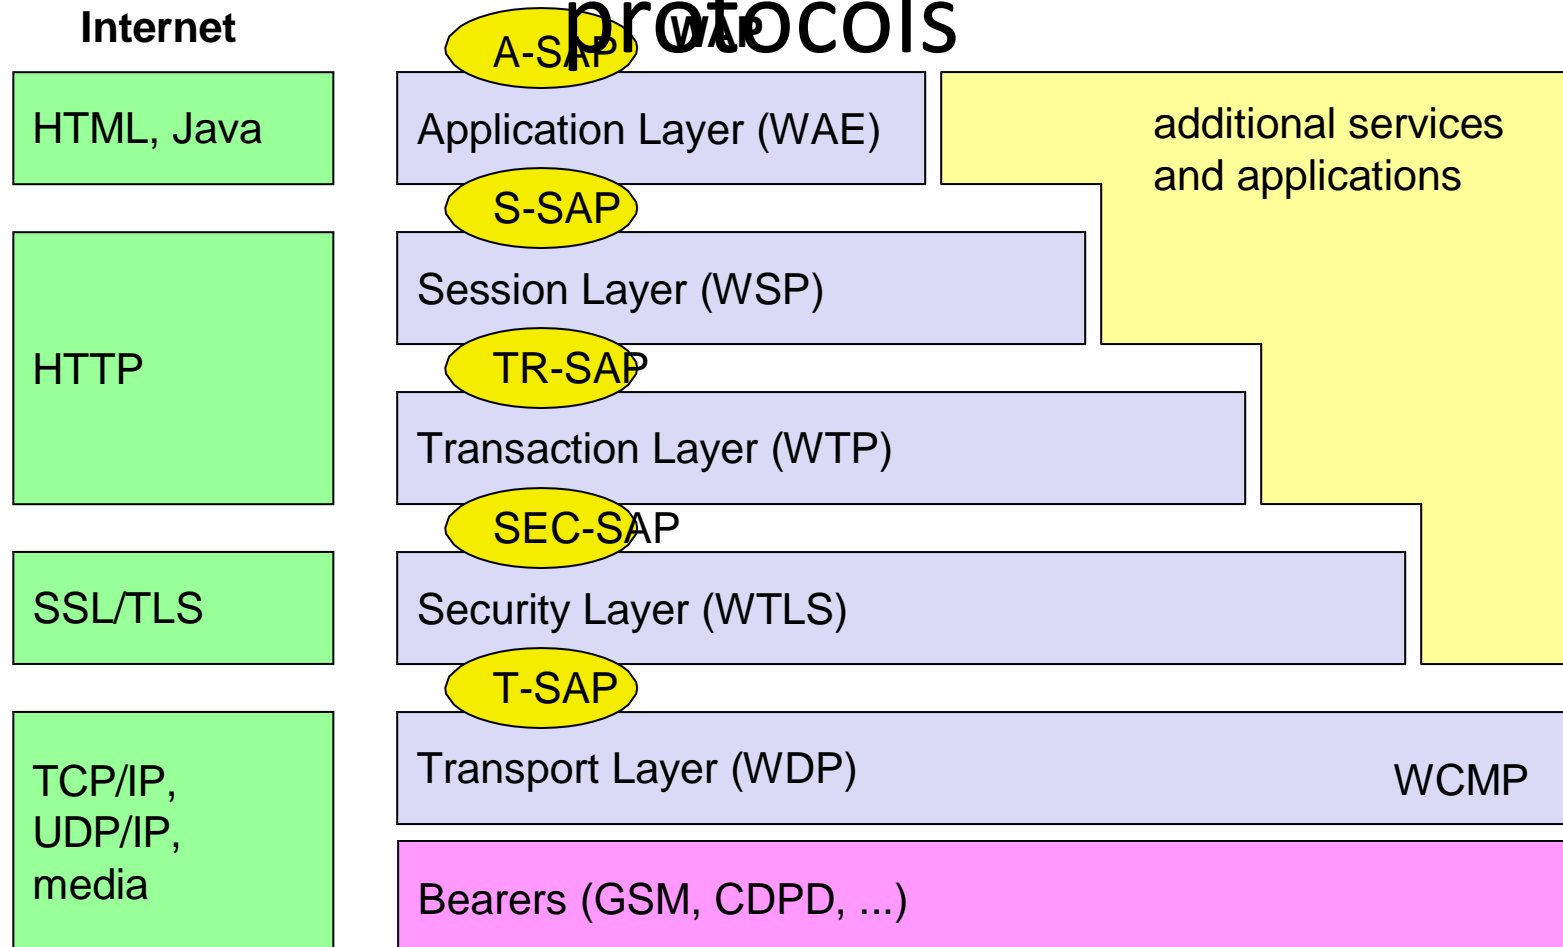 protocols
Internet
WAP
A-SAP
HTML, Java
Application Layer (WAE)
additional services
and applications
S-SAP
HTTP
Session Layer (WSP)
TR-SAP
Transaction Layer (WTP)
SEC-SAP
SSL/TLS
Security Layer (WTLS)
T-SAP
TCP/IP,
UDP/IP,
media
Transport Layer (WDP)
WCMP
Bearers (GSM, CDPD, ...)